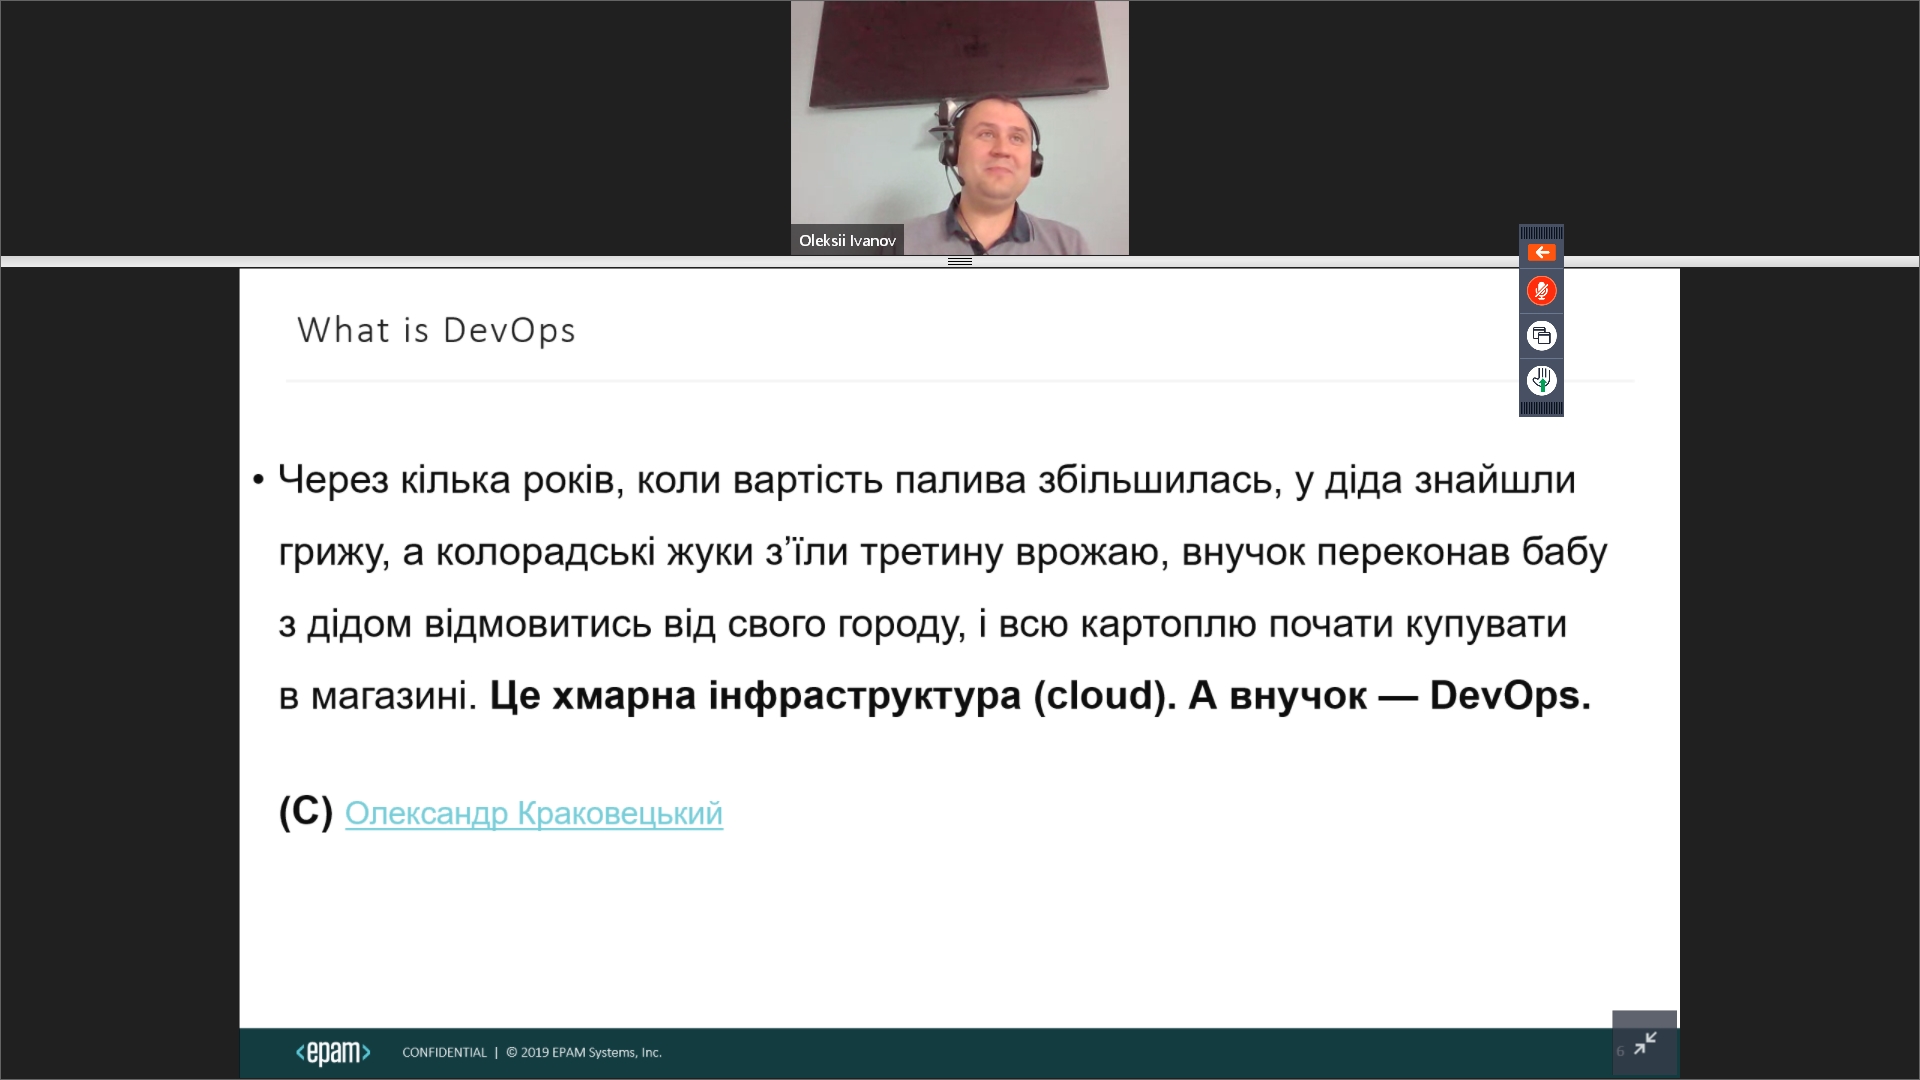 Oleksii Ivanov
What is DevOps
• Через кілька років, коли вартість палива збільшилась, у діда знайшли
грижу, а колорадські жуки з’їли третину врожаю, внучок переконав бабу
з дідом відмовитись від свого городу, і всю картоплю почати купувати
в магазині. Це хмарна інфраструктура (cloud). А внучок — DevOps.
(C) Олександр Краковецький
<epam> CONFIDENTIAL | © 2019 EPAM Systems, Inc.
6